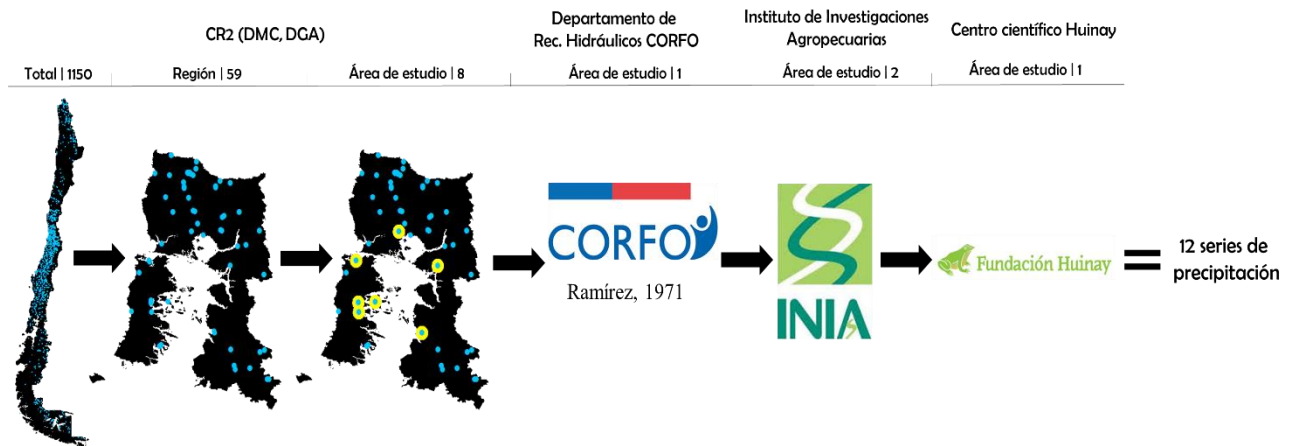 CR2 (DMC, DGA)
Departamento de
Rec. Hidráulicos CORFO
Instituto de Investigaciones
Agropecuarias
Centro científico Huinay
Total | 1150
Región | 59
Área de estudio | 8
Área de estudio | 1
Área de estudio | 2
Área de estudio | 1
CORFO
Ramírez, 1971
INIA
Fundación Huinay
12 series de
precipitación